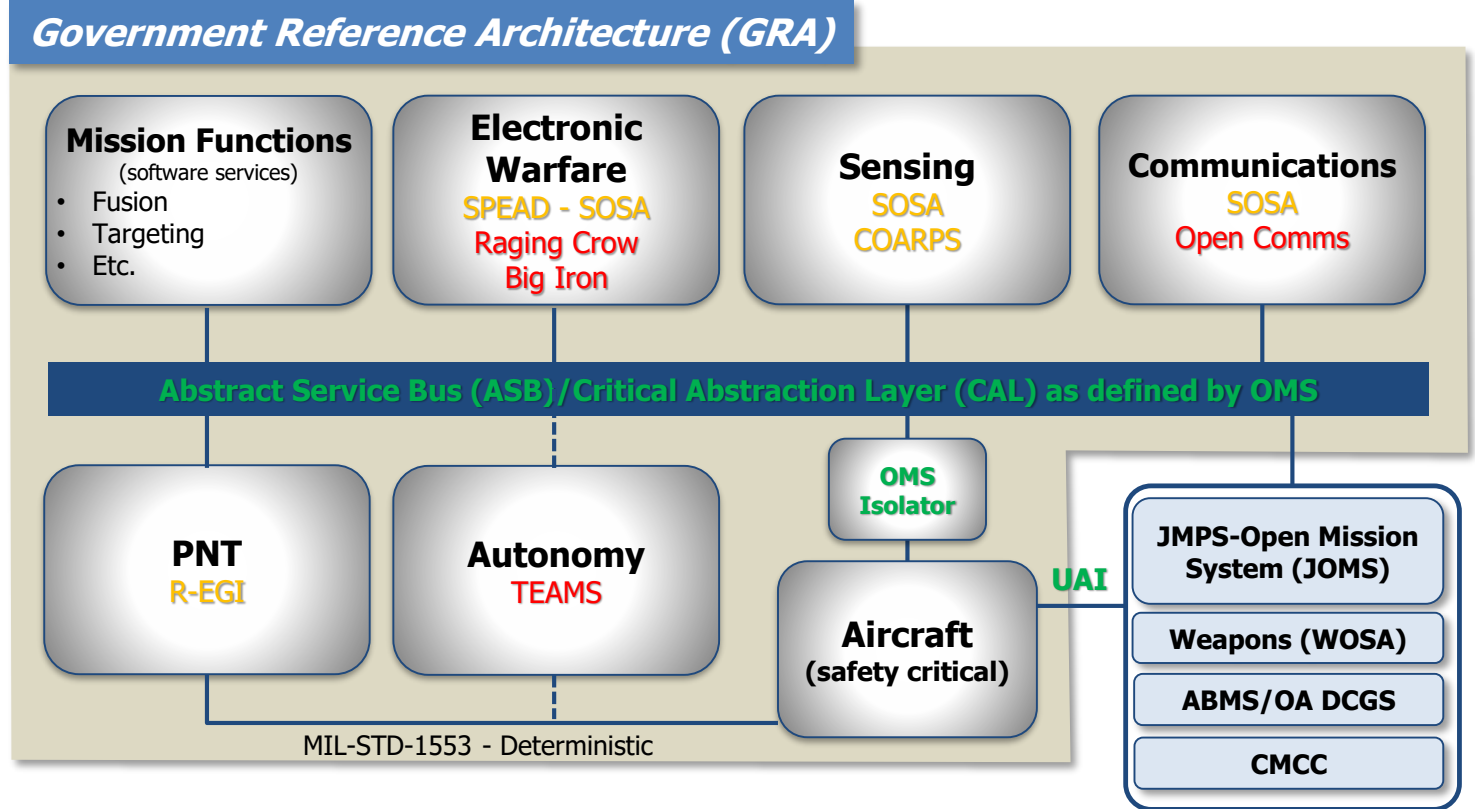 Government Reference Architecture (GRA)
Mission Functions
(software services)
• Fusion
• Targeting
• Etc.
Electronic
Warfare
SPEAD - SOSA
Raging Crow
Big Iron
Sensing
SOSA
COARPS
Communications
SOSA
Open Comms
Abstract Service Bus (ASB)/Critical Abstraction Layer (CAL) as defined by OMS
PNT
R-EGI
Autonomy
TEAMS
OMS
Isolator
Aircraft
(safety critical)
UAI
JMPS-Open Mission
System (JOMS)
Weapons (WOSA)
ABMS/OA DCGS
CMCC
MIL-STD-1553 - Deterministic